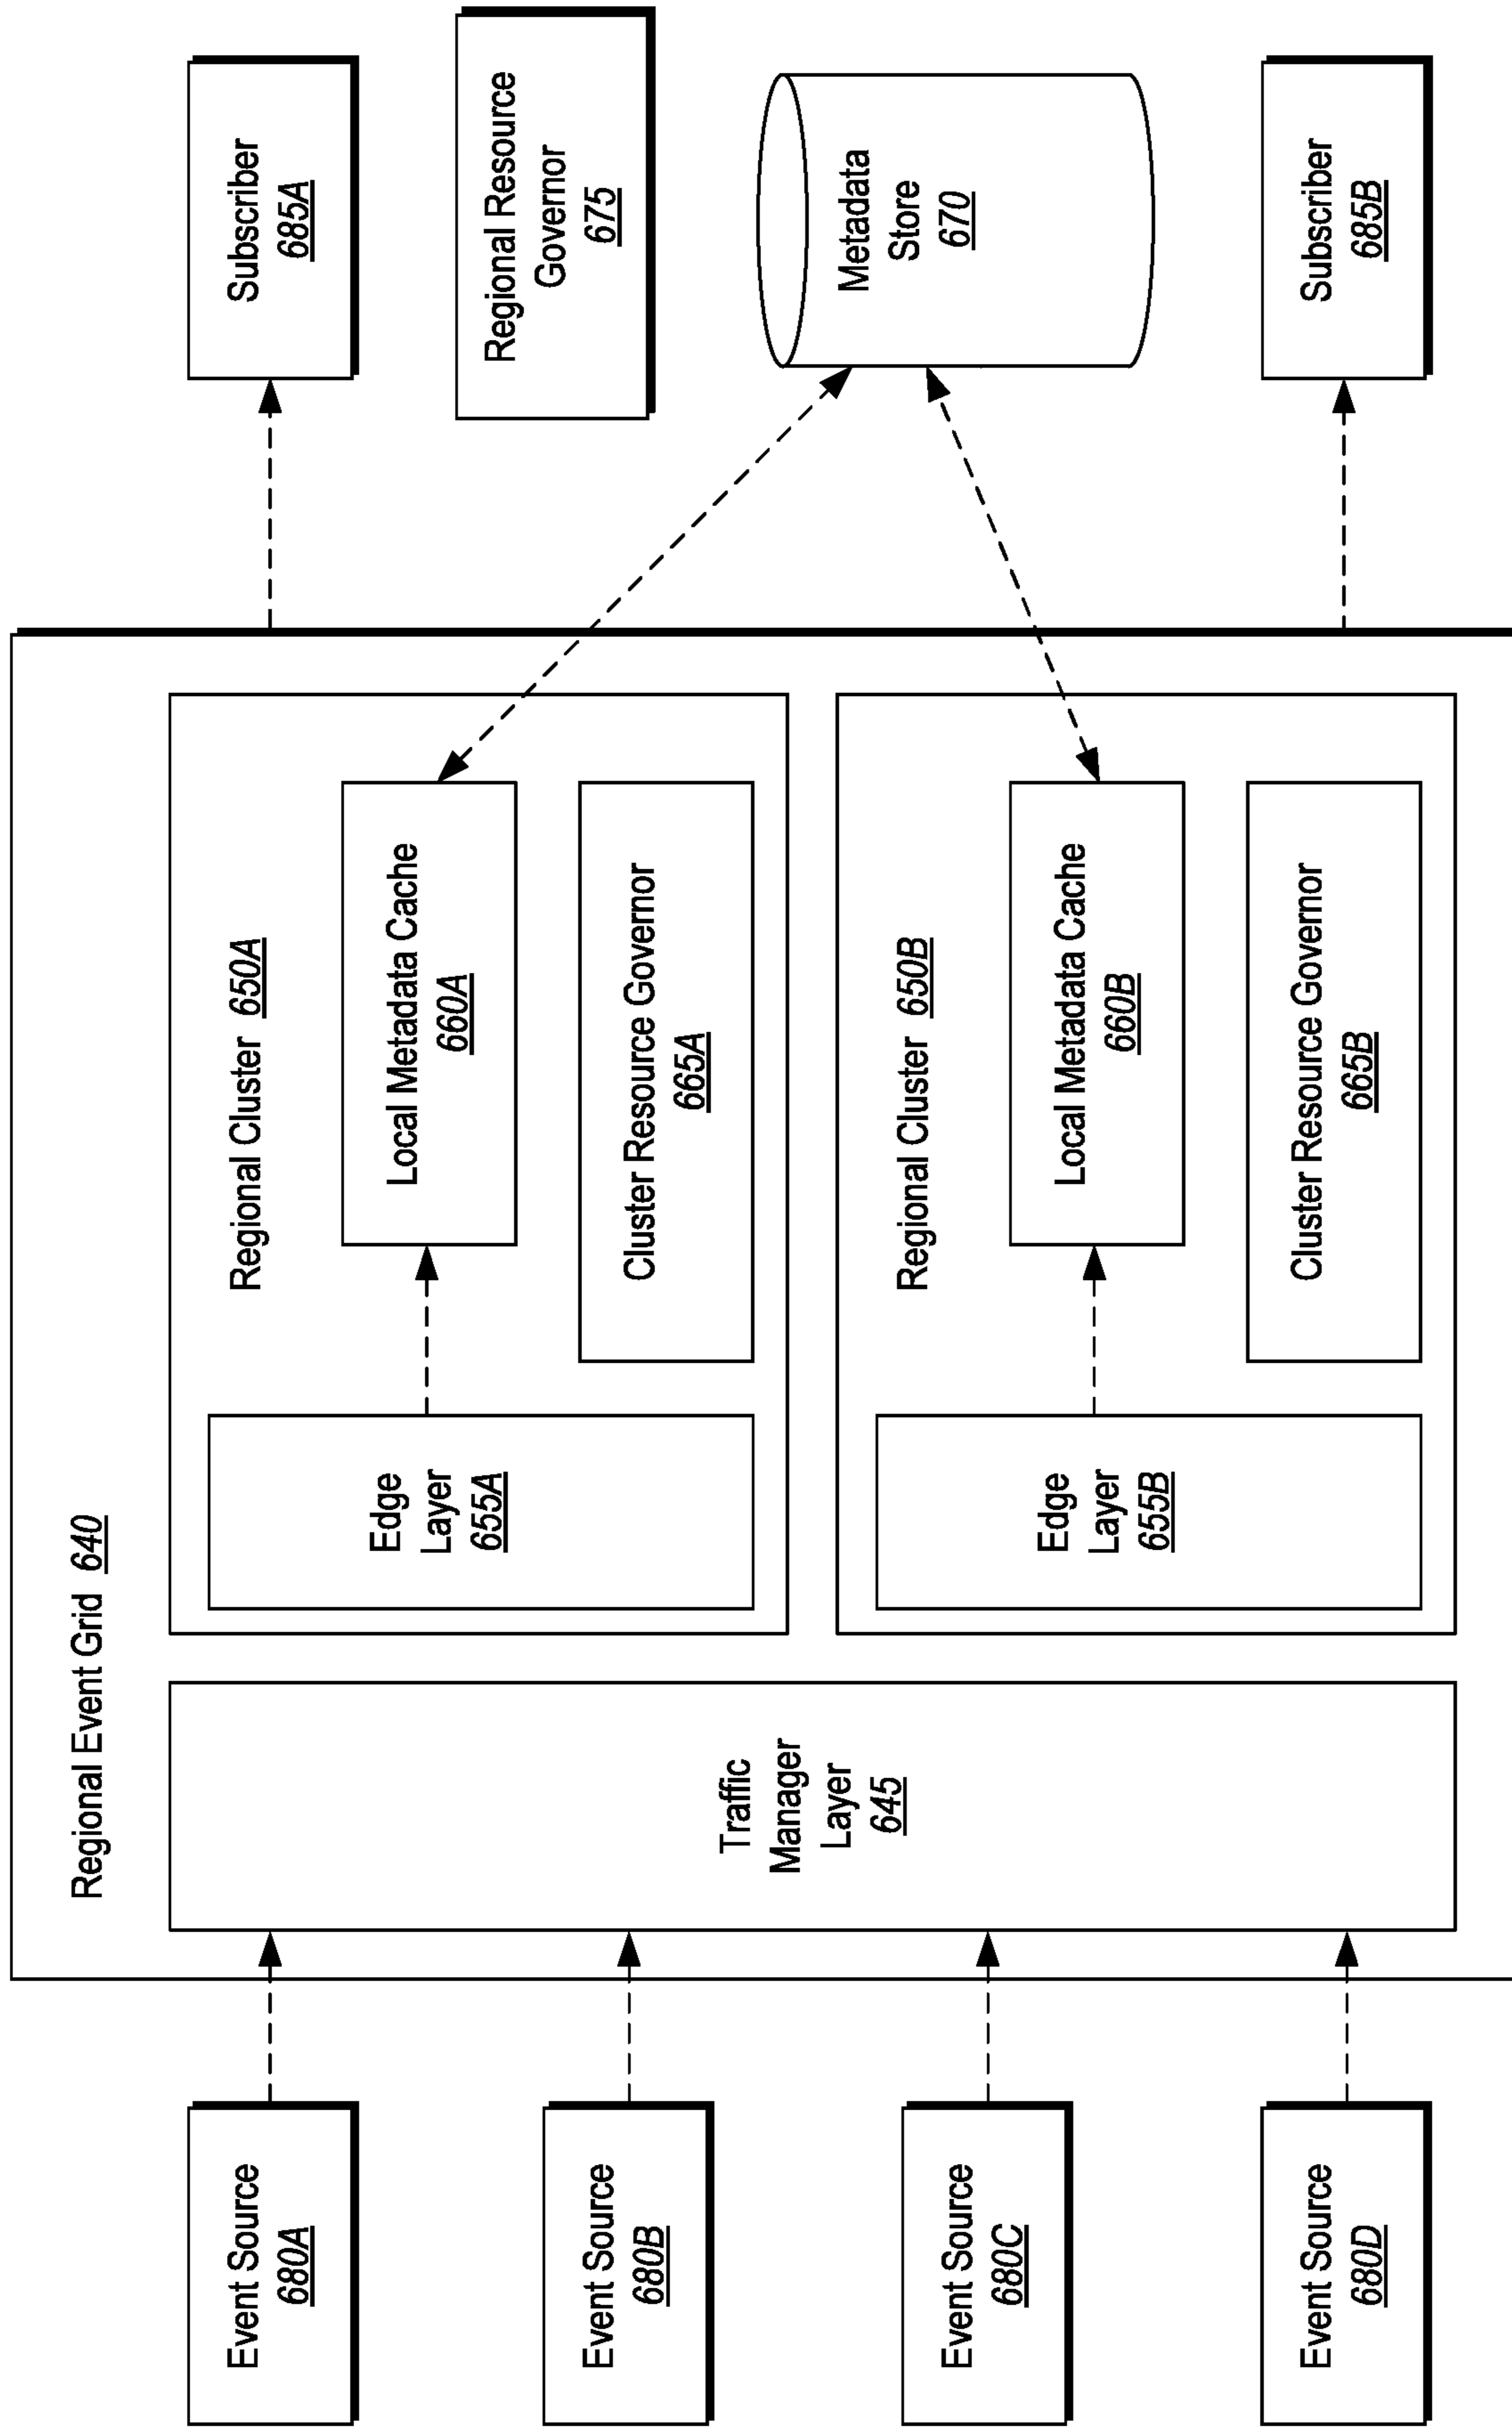 Regional Event Grid 640
Event Source
680A
Event Source
680B
Event Source
680C
Event Source
680D
Traffic
Manager
Layer
645
Regional Cluster 650A
Edge
Layer
655A
Local Metadata Cache
660A
Cluster Resource Governor
665A
Regional Cluster 650B
Edge
Layer
655B
Local Metadata Cache
660B
Cluster Resource Governor
665B
Subscriber
685A
Regional Resource
Governor
675
Metadata
Store
670
Subscriber
685B